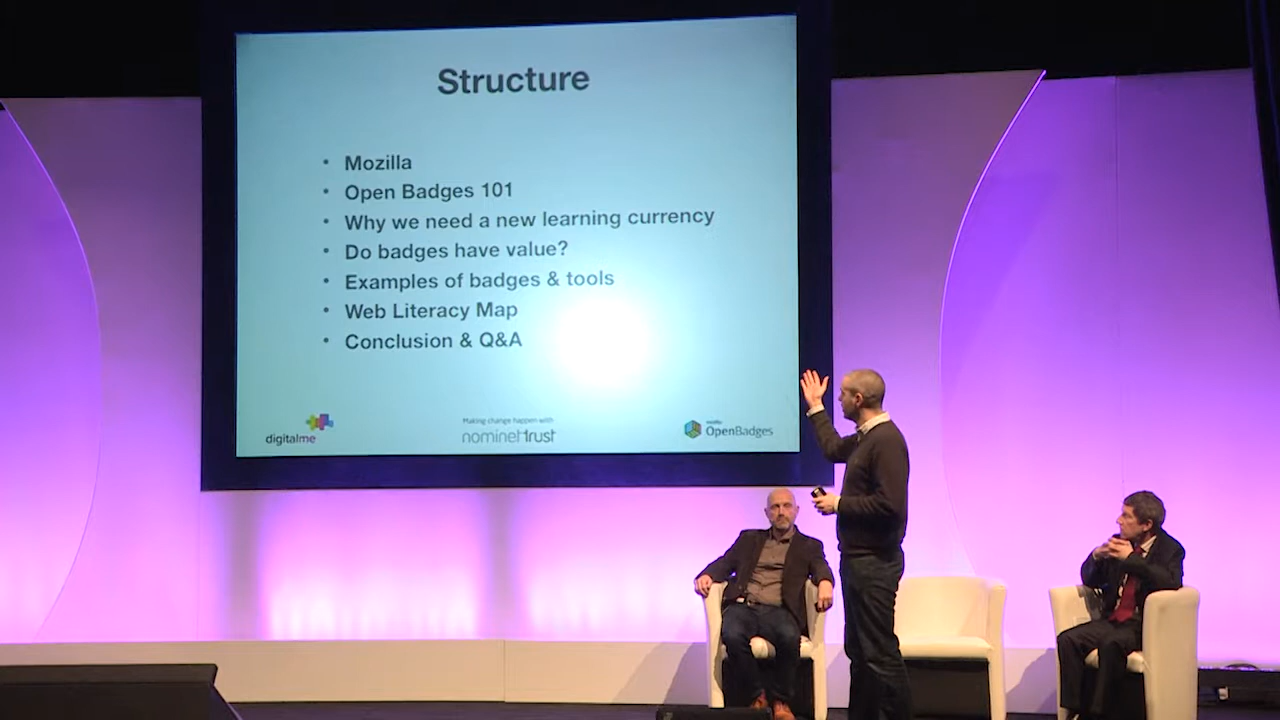 Structure
• Mozilla
• Open Badges 101
• Why we need a new learning currency
• Do badges have value?
• Examples of badges & tools
• Web Literacy Map
• Conclusion & Q&A
digitalme
Making change happen with
nominettrust
mozilla
OpenBadges